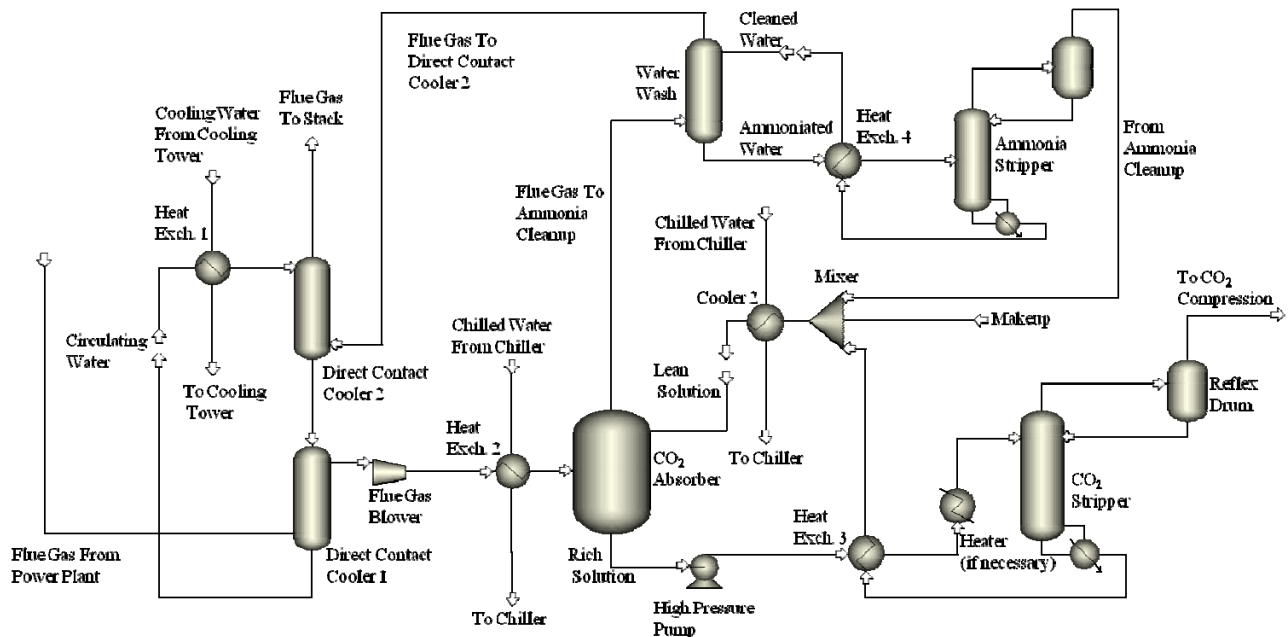 Flue Gas To
Direct Contact
Cooler 2
Cleaned
Water
Water
Wash
Heat
Exch. 4
Ammoniated
Water
Ammonia
Stripper
From
Ammonia
Cleanup
Cooling Water
From Cooling
Tower
Flue Gas
To Stack
Heat
Exch. 1
Flue Gas To
Ammonia
Cleanup
Chilled Water
From Chiller
Cooler 2
Mixer
Makeup
To CO2
Compression
Circulating
Water
To Cooling
Tower
Direct Contact
Cooler 2
Chilled Water
From Chiller
Lean
Solution
To Chiller
Reflex
Drum
Heat
Exch. 2
Flue Gas
Blower
CO2
Absorber
CO2
Stripper
Heat
Exch. 3
Heater
(if necessary)
Flue Gas From
Power Plant
Direct Contact
Cooler 1
Rich
Solution
To Chiller
High Pressure
Pump